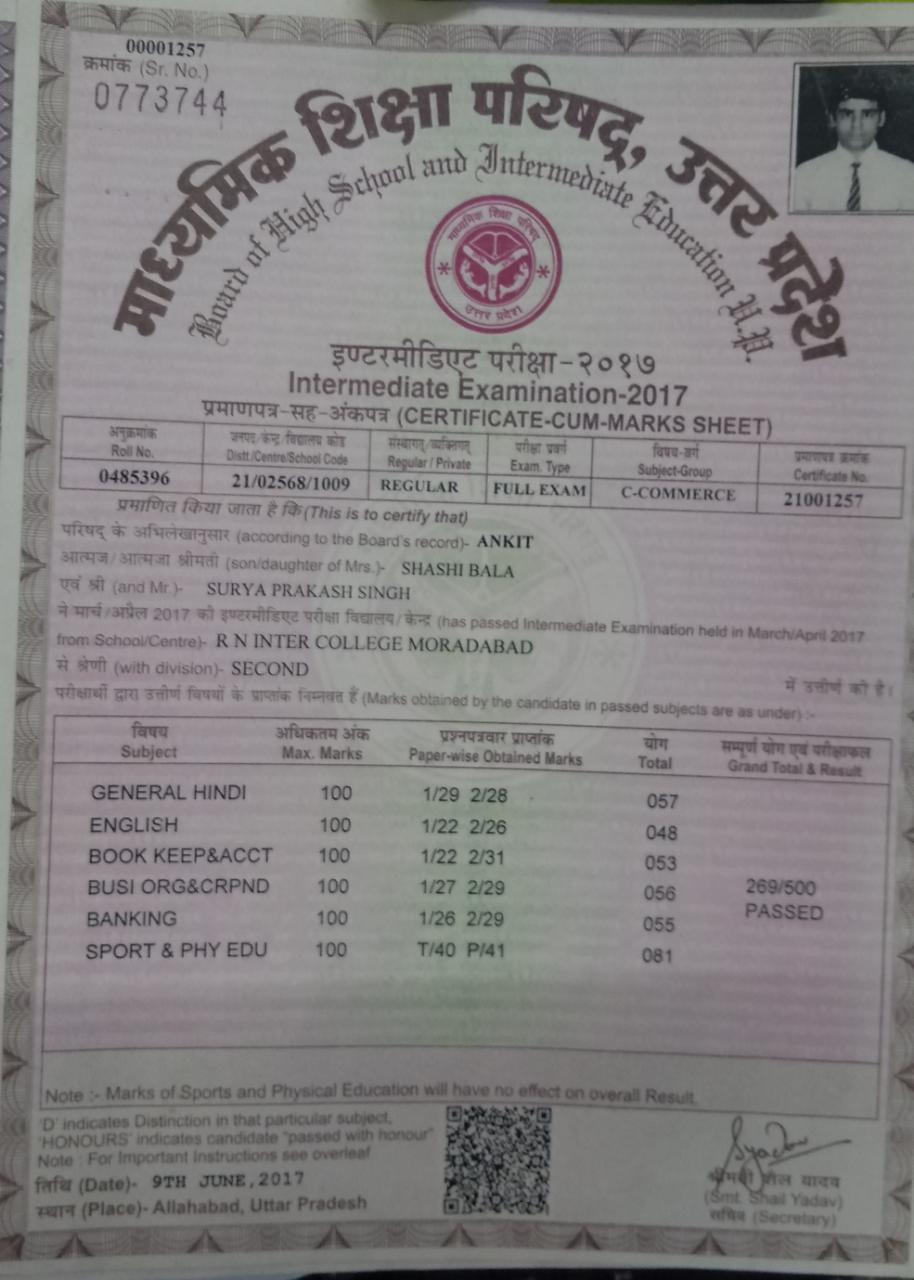 00001257
क्रमांक (Sr. No.)
0773744
माध्यमिक शिक्षा परिषद्, उत्तर प्रदेश
Board of High School and Intermediate Education U.P.
माध्यमिक शिक्षा परिषद्
उत्तर प्रदेश
इण्टरमीडिएट परीक्षा-२०१७
Intermediate Examination-2017
प्रमाणपत्र-सह-अंकपत्र (CERTIFICATE-CUM-MARKS SHEET)
अनुक्रमांक जनपद/केन्द्र/विद्यालय कोड संस्थागत/व्यक्तिगत परीक्षा प्रवर्ग विषय-वर्ग प्रमाणपत्र क्रमांक
Roll No. Distt./Centre/School Code Regular / Private Exam. Type Subject-Group Certificate No.
0485396 21/02568/1009 REGULAR FULL EXAM C-COMMERCE 21001257
प्रमाणित किया जाता है कि (This is to certify that)
परिषद् के अभिलेखानुसार (according to the Board's record)- ANKIT
आत्मज/आत्मजा श्रीमती (son/daughter of Mrs.)- SHASHI BALA
एवं श्री (and Mr.)- SURYA PRAKASH SINGH
ने मार्च/अप्रैल 2017 की इण्टरमीडिएट परीक्षा विद्यालय/केन्द्र (has passed Intermediate Examination held in March/April 2017
from School/Centre)- R N INTER COLLEGE MORADABAD
से श्रेणी (with division)- SECOND में उत्तीर्ण की है।
परीक्षार्थी द्वारा उत्तीर्ण विषयों के प्राप्तांक निम्नवत हैं (Marks obtained by the candidate in passed subjects are as under) :-
विषय अधिकतम अंक प्रश्नपत्रवार प्राप्तांक योग सम्पूर्ण योग एवं परीक्षाफल
Subject Max. Marks Paper-wise Obtained Marks Total Grand Total & Result
GENERAL HINDI 100 1/29 2/28 057
ENGLISH 100 1/22 2/26 048
BOOK KEEP&ACCT 100 1/22 2/31 053
BUSI ORG&CRPND 100 1/27 2/29 056 269/500
BANKING 100 1/26 2/29 055 PASSED
SPORT & PHY EDU 100 T/40 P/41 081
Note :- Marks of Sports and Physical Education will have no effect on overall Result.
'D' indicates Distinction in that particular subject.
'HONOURS' indicates candidate "passed with honour"
Note : For Important Instructions see overleaf
तिथि (Date)- 9TH JUNE, 2017
स्थान (Place)- Allahabad, Uttar Pradesh
यादव
(Smt. Shail Yadav)
सचिव (Secretary)